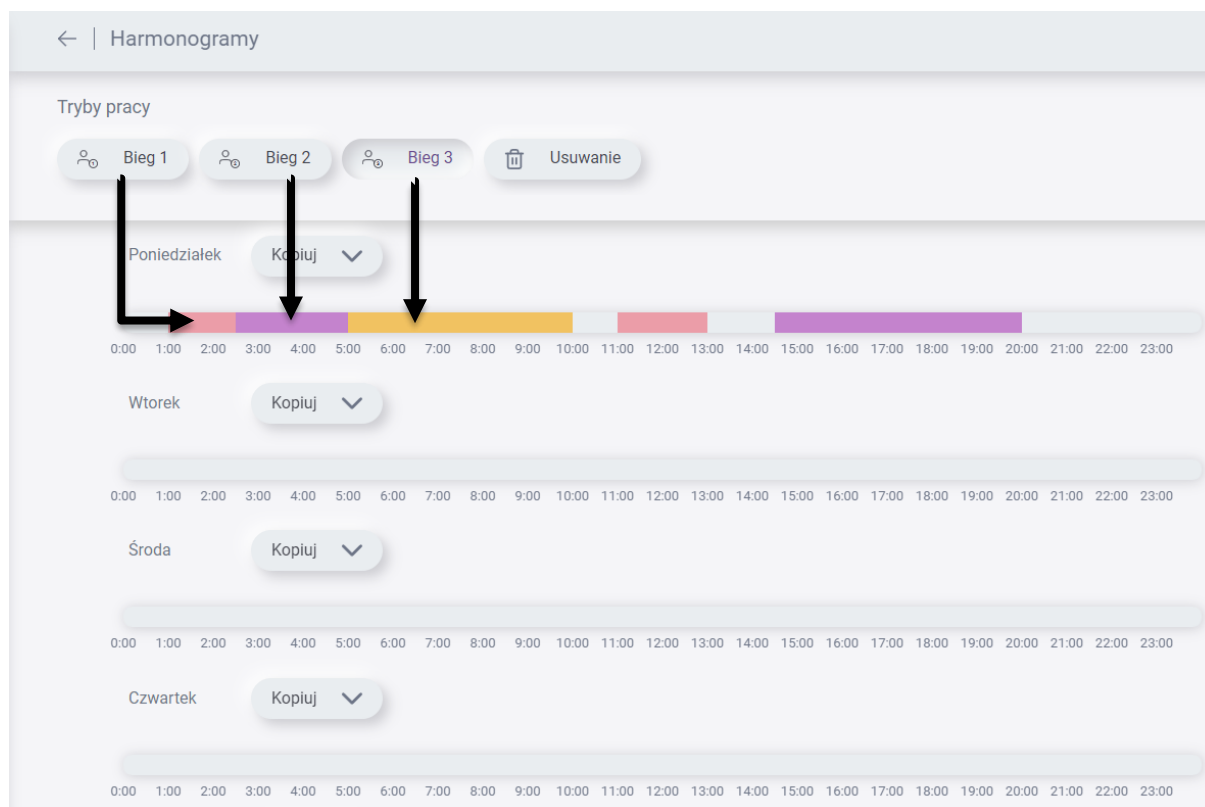 Harmonogramy
Tryby pracy
Bieg 1 Bieg 2 Bieg 3 Usuwanie
Poniedziałek Kopiuj
0:00 1:00 2:00 3:00 4:00 5:00 6:00 7:00 8:00 9:00 10:00 11:00 12:00 13:00 14:00 15:00 16:00 17:00 18:00 19:00 20:00 21:00 22:00 23:00
Wtorek Kopiuj
0:00 1:00 2:00 3:00 4:00 5:00 6:00 7:00 8:00 9:00 10:00 11:00 12:00 13:00 14:00 15:00 16:00 17:00 18:00 19:00 20:00 21:00 22:00 23:00
Środa Kopiuj
0:00 1:00 2:00 3:00 4:00 5:00 6:00 7:00 8:00 9:00 10:00 11:00 12:00 13:00 14:00 15:00 16:00 17:00 18:00 19:00 20:00 21:00 22:00 23:00
Czwartek Kopiuj
0:00 1:00 2:00 3:00 4:00 5:00 6:00 7:00 8:00 9:00 10:00 11:00 12:00 13:00 14:00 15:00 16:00 17:00 18:00 19:00 20:00 21:00 22:00 23:00